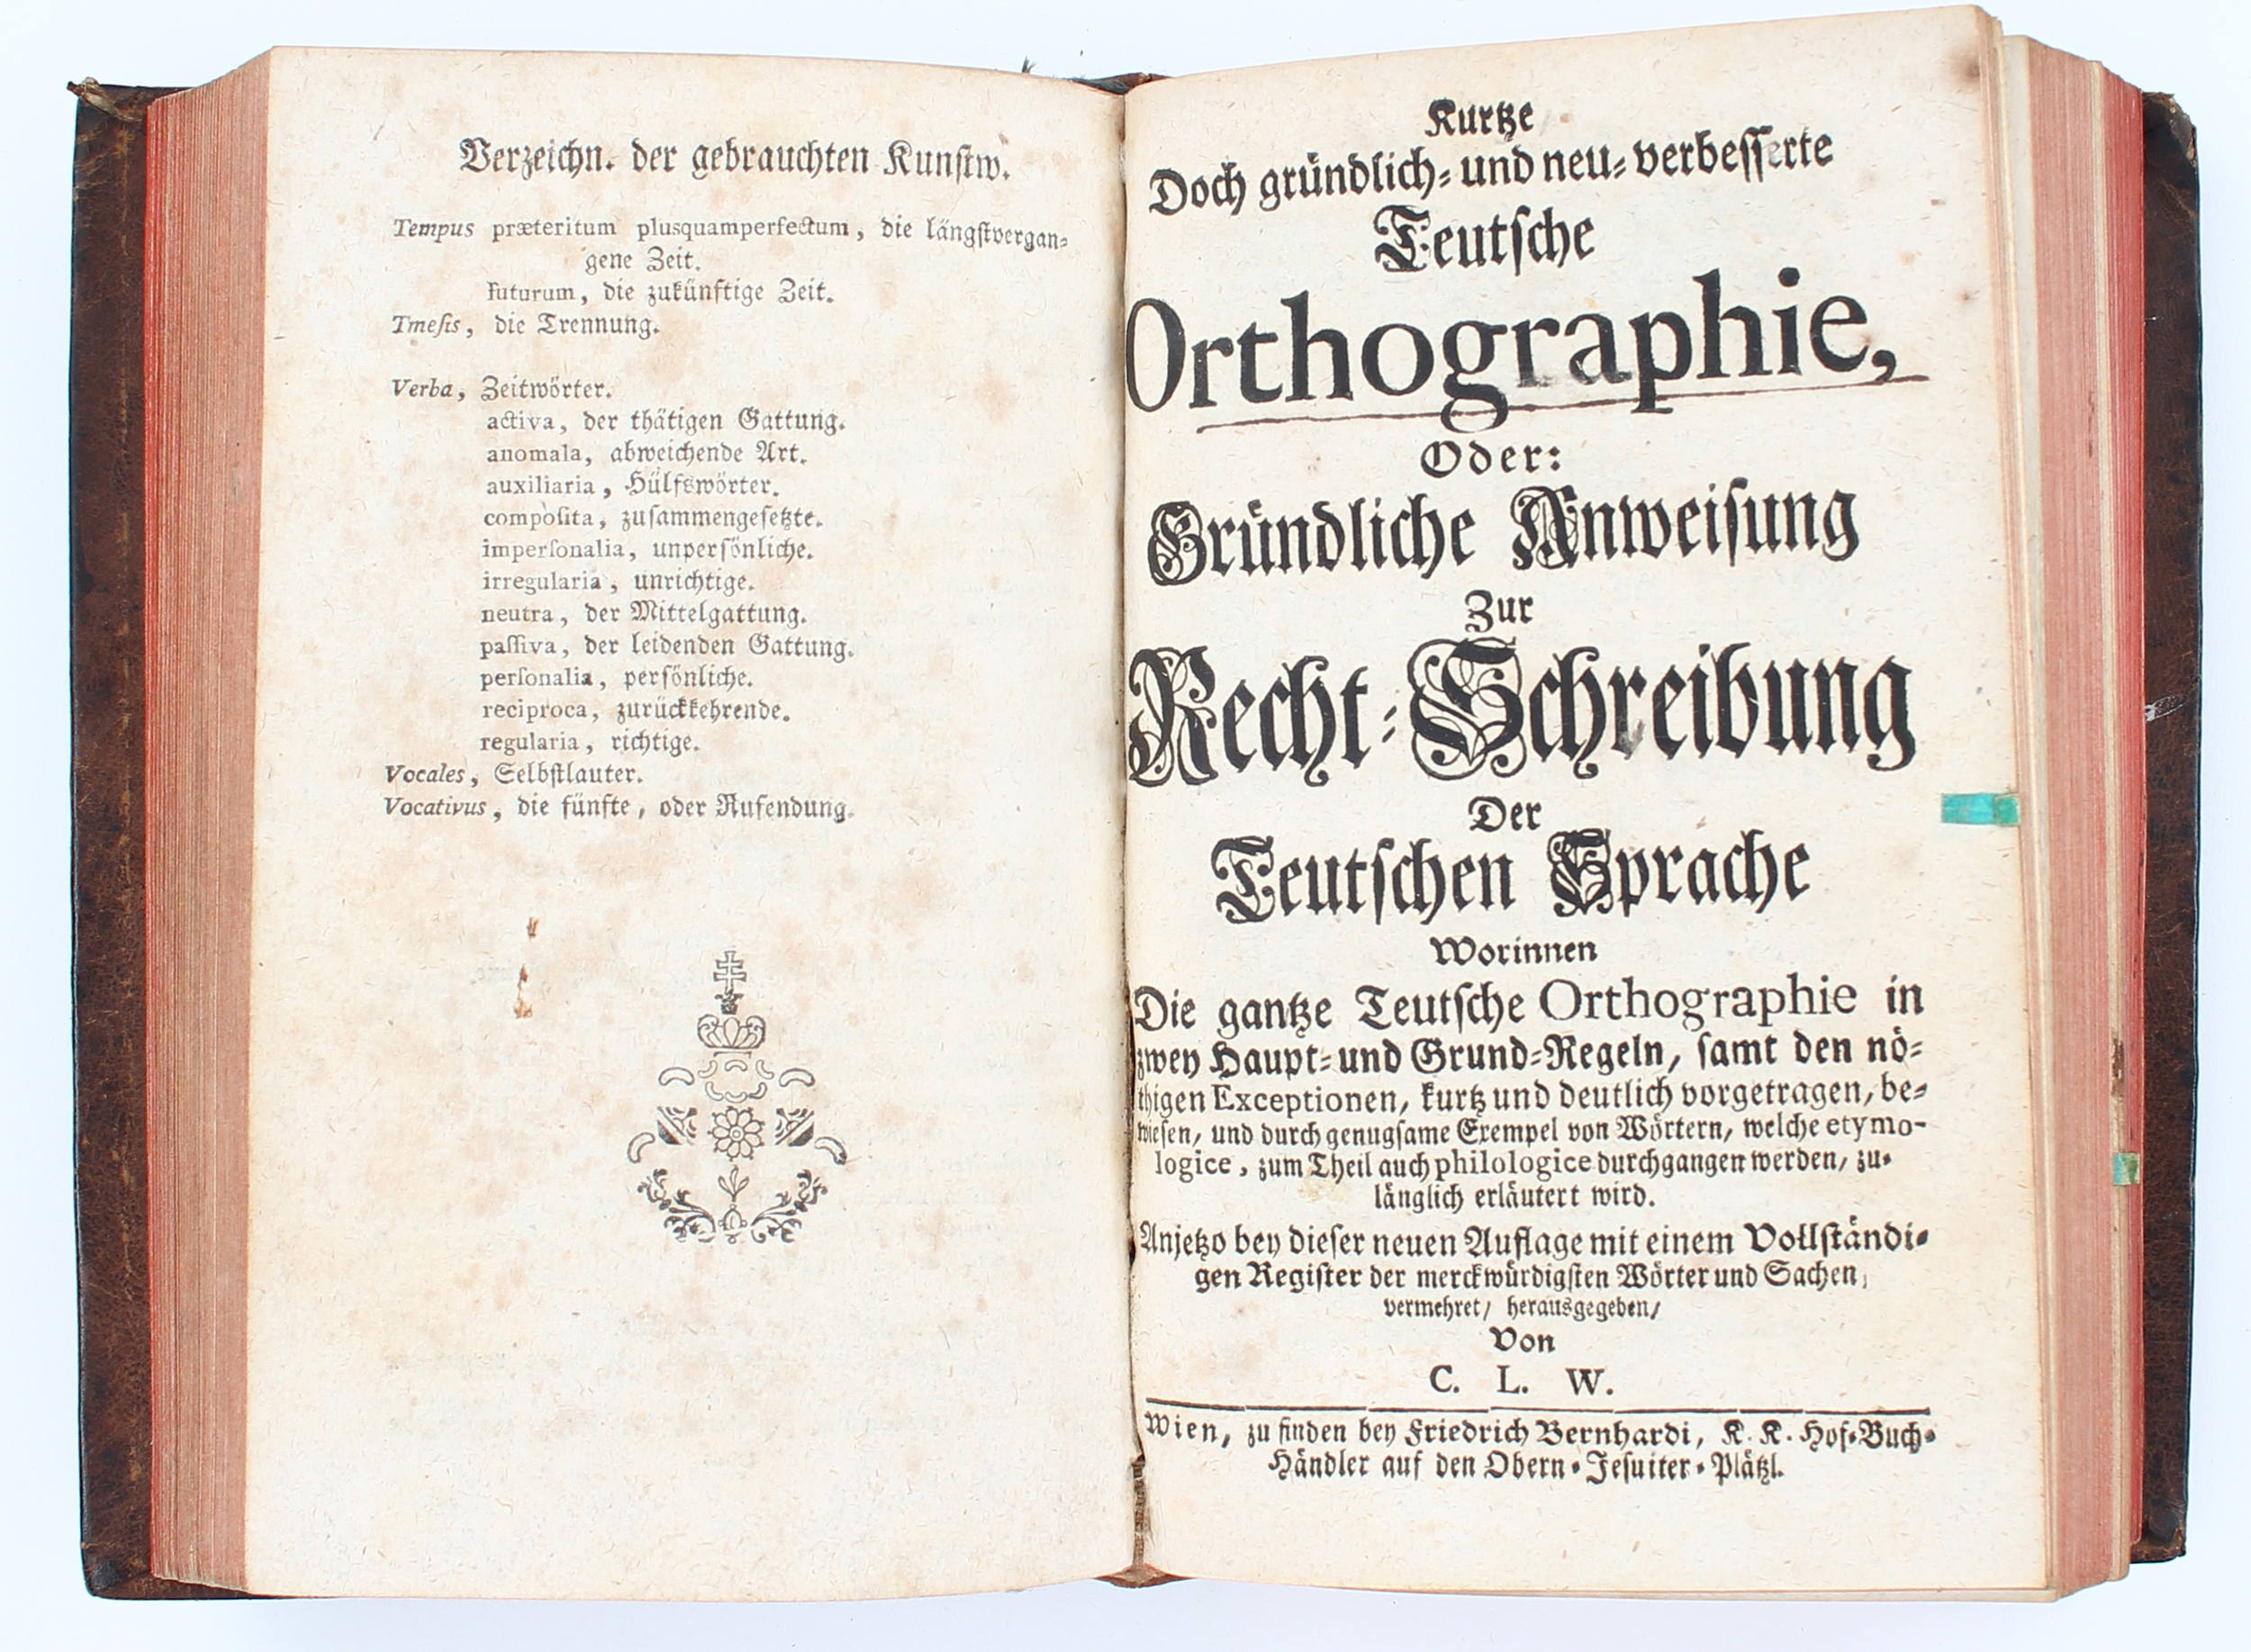 Verzeichn. der gebrauchten Kunstw.
Tempus præteritum plusquamperfectum, die längstvergan-
gene Zeit.
Futurum, die zukünftige Zeit.
Tmeſis, die Trennung.
Verba, Zeitwörter.
activa, der thätigen Gattung.
anomala, abweichende Art.
auxiliaria, Hülfswörter.
compoſita, zuſammengeſetzte.
imperſonalia, unperſönliche.
irregularia, unrichtige.
neutra, der Mittelgattung.
paſſiva, der leidenden Gattung.
perſonalia, perſönliche.
reciproca, zurückkehrende.
regularia, richtige.
Vocales, Selbſtlauter.
Vocativus, die fünfte, oder Rufendung.
Kurtze
Doch gründlich- und neu-verbeſſerte
Teutſche
Orthographie,
Oder:
Gründliche Anweiſung
Zur
Recht-Schreibung
Der
Teutſchen Sprache
Worinnen
Die gantze Teutſche Orthographie in
zwey Haupt- und Grund-Regeln, ſamt den nö-
thigen Exceptionen, kurtz und deutlich vorgetragen, be-
wieſen, und durch genugſame Exempel von Wörtern, welche etymo-
logice, zum Theil auch philologice durchgangen werden, zu-
länglich erläutert wird.
Anjetzo bey dieſer neuen Auflage mit einem Vollſtändi-
gen Regiſter der merckwürdigſten Wörter und Sachen,
vermehret/ herausgegeben/
Von
C. L. W.
Wien, zu finden bey Friedrich Bernhardi, K. K. Hof-Buch-
Händler auf den Obern-Jeſuiter-Plätzl.